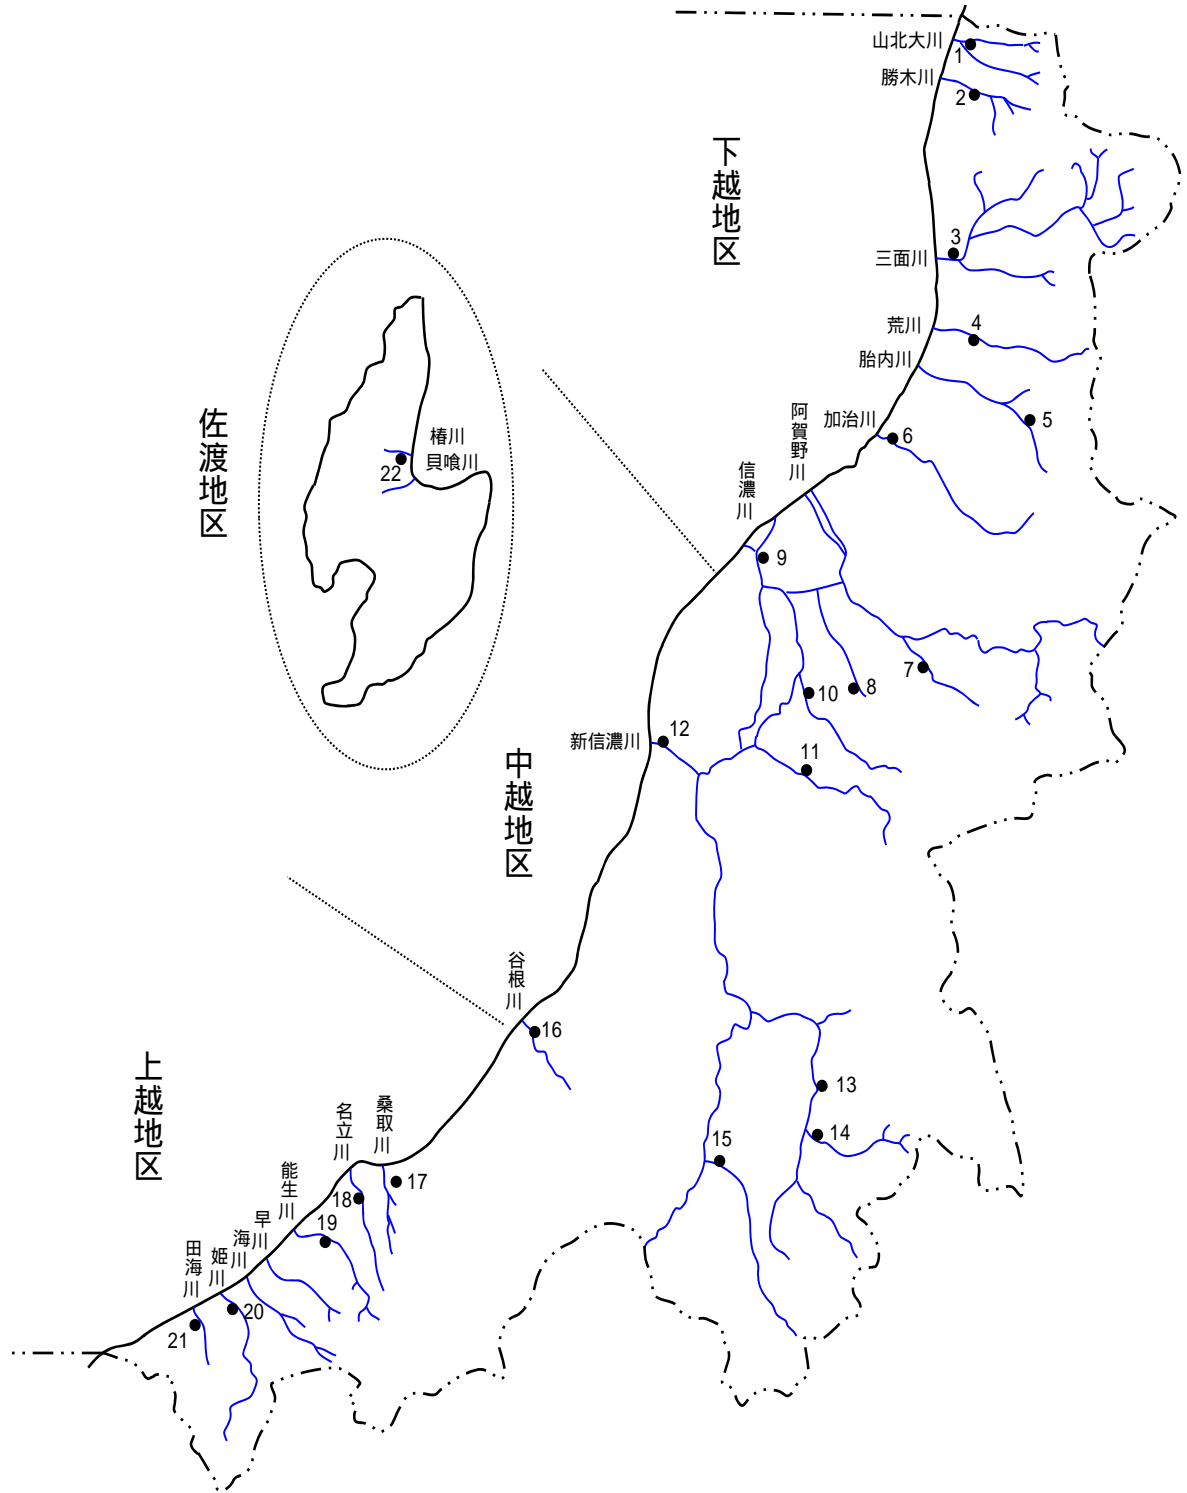 山北大川
1
勝木川
2
下越地区
3
三面川
荒川
4
胎内川
阿賀野川
加治川
6
5
佐渡地区
椿川
貝喰川
22
信濃川
9
7
8
10
12
新信濃川
11
中越地区
谷根川
16
上越地区
13
14
15
桑取川
名立川
17
能生川
18
19
早川
海川
姫川
田海川
20
21